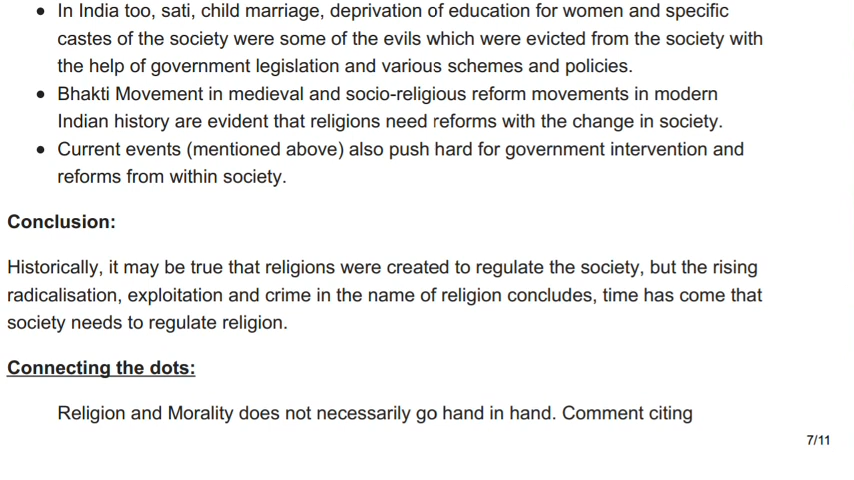 ● In India too, sati, child marriage, deprivation of education for women and specific
castes of the society were some of the evils which were evicted from the society with
the help of government legislation and various schemes and policies.
● Bhakti Movement in medieval and socio-religious reform movements in modern
Indian history are evident that religions need reforms with the change in society.
● Current events (mentioned above) also push hard for government intervention and
reforms from within society.
Conclusion:
Historically, it may be true that religions were created to regulate the society, but the rising
radicalisation, exploitation and crime in the name of religion concludes, time has come that
society needs to regulate religion.
Connecting the dots:
Religion and Morality does not necessarily go hand in hand. Comment citing
7/11